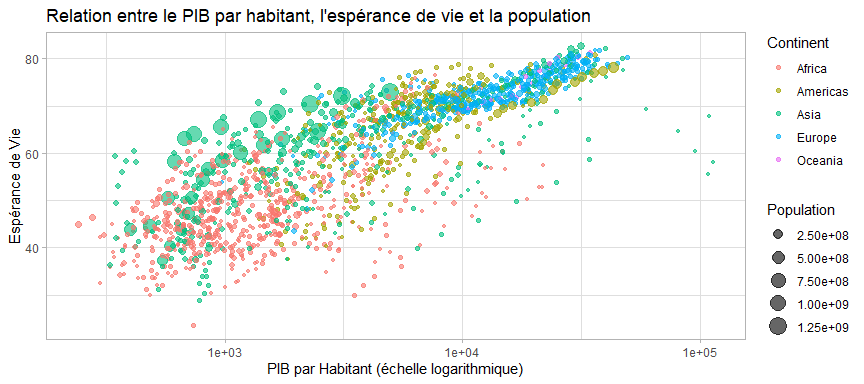 Relation entre le PIB par habitant, l'espérance de vie et la population
Espérance de Vie
80
60
40
1e+03
1e+04
1e+05
PIB par Habitant (échelle logarithmique)
Continent
Africa
Americas
Asia
Europe
Oceania
Population
2.50e+08
5.00e+08
7.50e+08
1.00e+09
1.25e+09